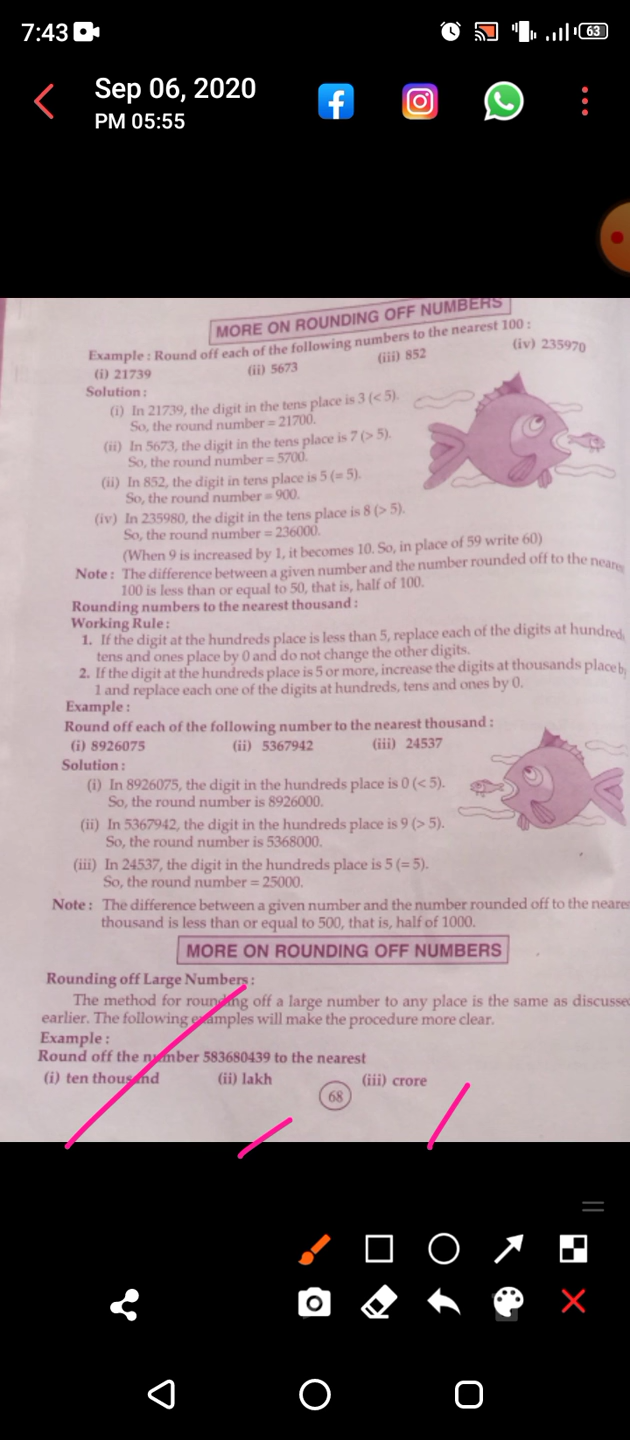 7:43
63
Sep 06, 2020
PM 05:55
MORE ON ROUNDING OFF NUMBERS
Example : Round off each of the following numbers to the nearest 100 :
(i) 21739 (ii) 5673 (iii) 852 (iv) 235970
Solution :
(i) In 21739, the digit in the tens place is 3 (< 5).
So, the round number = 21700.
(ii) In 5673, the digit in the tens place is 7 (> 5).
So, the round number = 5700.
(ii) In 852, the digit in the tens place is 5 (= 5).
So, the round number = 900.
(iv) In 235980, the digit in the tens place is 8 (> 5).
So, the round number = 236000.
(When 9 is increased by 1, it becomes 10. So, in place of 59 write 60)
Note : The difference between a given number and the number rounded off to the neares
100 is less than or equal to 50, that is, half of 100.
Rounding numbers to the nearest thousand :
Working Rule :
1. If the digit at the hundreds place is less than 5, replace each of the digits at hundred,
tens and ones place by 0 and do not change the other digits.
2. If the digit at the hundreds place is 5 or more, increase the digits at thousands place by
1 and replace each one of the digits at hundreds, tens and ones by 0.
Example :
Round off each of the following number to the nearest thousand :
(i) 8926075 (ii) 5367942 (iii) 24537
Solution :
(i) In 8926075, the digit in the hundreds place is 0 (< 5).
So, the round number is 8926000.
(ii) In 5367942, the digit in the hundreds place is 9 (> 5).
So, the round number is 5368000.
(iii) In 24537, the digit in the hundreds place is 5 (= 5).
So, the round number = 25000.
Note : The difference between a given number and the number rounded off to the neares
thousand is less than or equal to 500, that is, half of 1000.
MORE ON ROUNDING OFF NUMBERS
Rounding off Large Numbers :
The method for rounding off a large number to any place is the same as discusse
earlier. The following examples will make the procedure more clear.
Example :
Round off the number 583680439 to the nearest
(i) ten thousand (ii) lakh (iii) crore
68